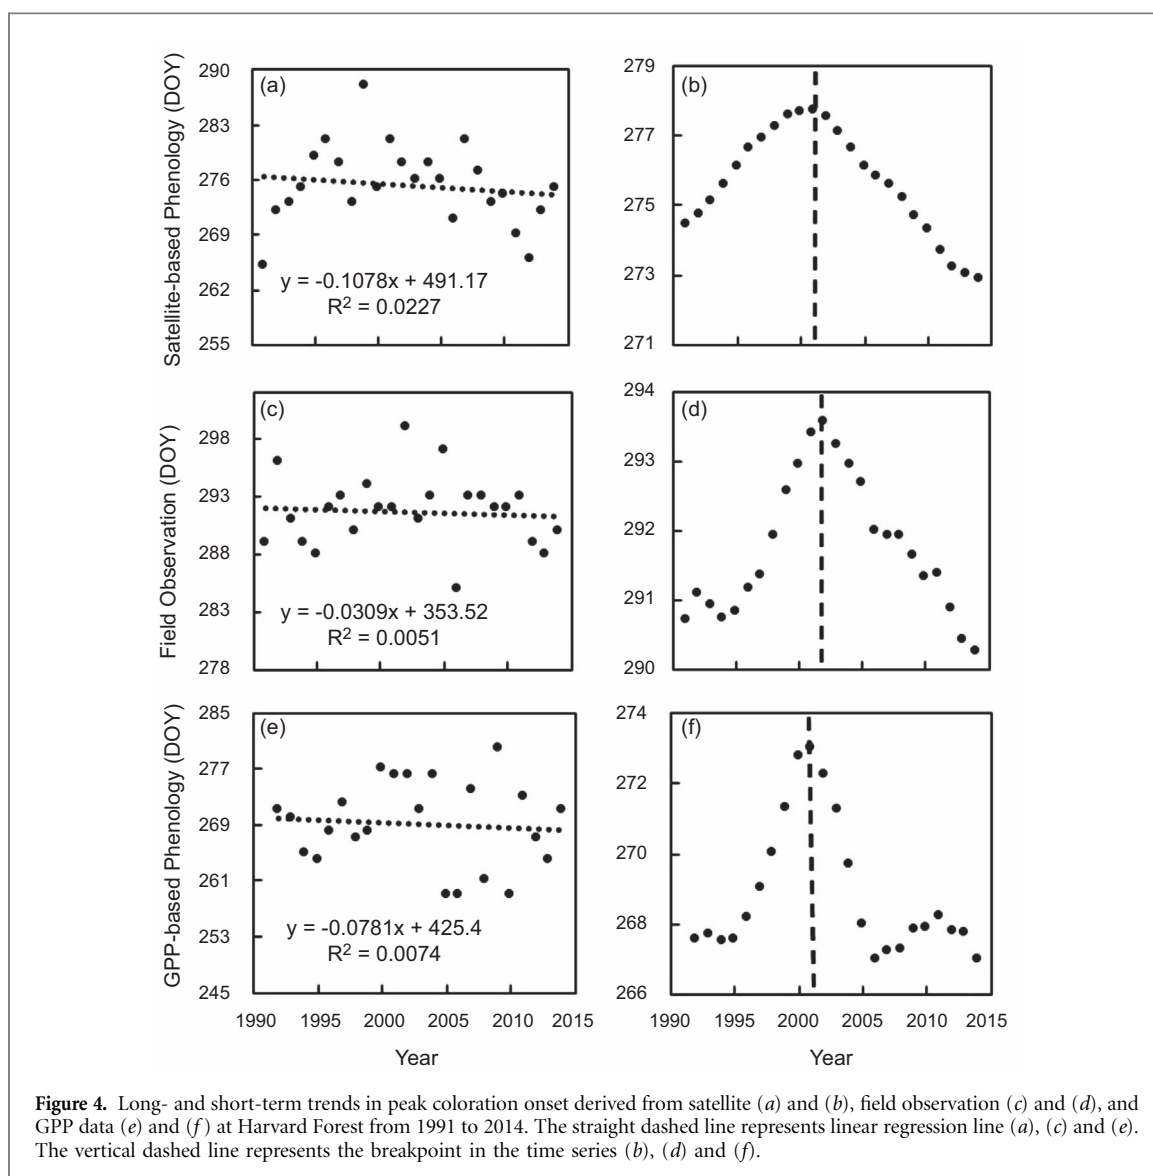 Satellite-based Phenology (DOY)
290
283
276
269
262
255
(a)
y = -0.1078x + 491.17
R² = 0.0227
279
277
275
273
271
(b)
Field Observation (DOY)
298
293
288
283
278
(c)
y = -0.0309x + 353.52
R² = 0.0051
294
293
292
291
290
(d)
GPP-based Phenology (DOY)
285
277
269
261
253
245
(e)
y = -0.0781x + 425.4
R² = 0.0074
1990 1995 2000 2005 2010 2015
Year
274
272
270
268
266
(f)
1990 1995 2000 2005 2010 2015
Year
Figure 4. Long- and short-term trends in peak coloration onset derived from satellite (a) and (b), field observation (c) and (d), and
GPP data (e) and (f) at Harvard Forest from 1991 to 2014. The straight dashed line represents linear regression line (a), (c) and (e).
The vertical dashed line represents the breakpoint in the time series (b), (d) and (f).